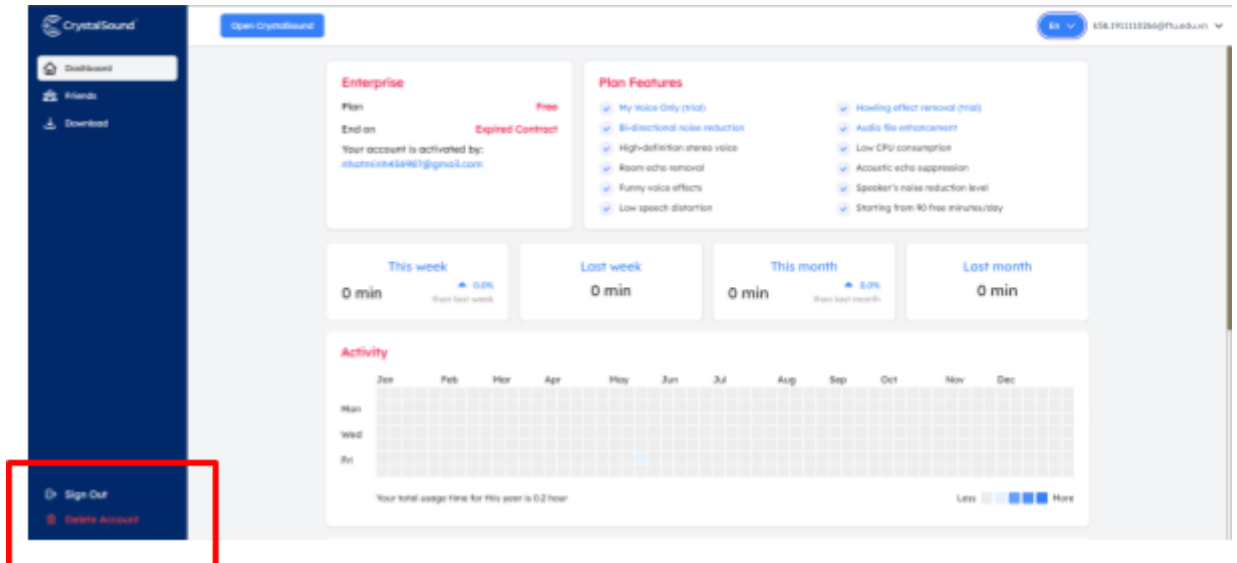 CrystalSound
Open CrystalSound
En
Dashboard
Friends
Download
Enterprise
Plan Free
End on Expired Contract
Your account is activated by:
Plan Features
My Voice Only (trial)
Bi-directional noise reduction
High-definition stereo voice
Room echo removal
Funny voice effects
Low speech distortion
Howling effect removal (trial)
Audio file enhancement
Low CPU consumption
Acoustic echo suppression
Speaker's noise reduction level
Starting from 90 free minutes/day
This week
0 min
0.0%
than last week
Last week
0 min
This month
0 min
0.0%
than last month
Last month
0 min
Activity
Jan Feb Mar Apr May Jun Jul Aug Sep Oct Nov Dec
Mon
Wed
Fri
Your total usage time for this year is 0.2 hour
Less More
Sign Out
Delete Account